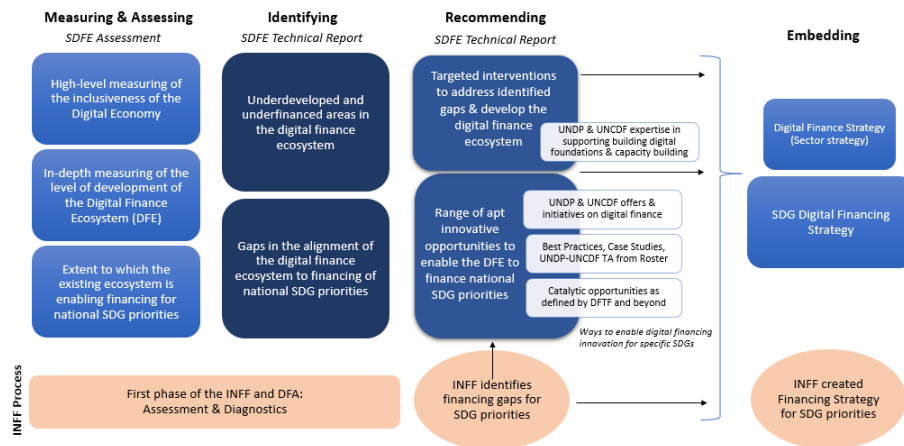 Measuring & Assessing
SDFE Assessment
High-level measuring of
the inclusiveness of the
Digital Economy
In-depth measuring of the
level of development of
the Digital Finance
Ecosystem (DFE)
Extent to which the
existing ecosystem is
enabling financing for
national SDG priorities
Identifying
SDFE Technical Report
Underdeveloped and
underfinanced areas in
the digital finance
ecosystem
Gaps in the alignment of
the digital finance
ecosystem to financing of
national SDG priorities
Recommending
SDFE Technical Report
Targeted interventions
to address identified
gaps & develop the
digital finance
ecosystem
UNDP & UNCDF expertise in
supporting building digital
foundations & capacity building
Range of apt
innovative
opportunities to
enable the DFE to
finance national
SDG priorities
UNDP & UNCDF offers &
initiatives on digital finance
Best Practices, Case Studies,
UNDP-UNCDF TA from Roster
Catalytic opportunities as
defined by DFTF and beyond
Ways to enable digital financing
innovation for specific SDGs
Embedding
Digital Finance Strategy
(Sector strategy)
SDG Digital Financing
Strategy
INFF Process
First phase of the INFF and DFA:
Assessment & Diagnostics
INFF identifies
financing gaps for
SDG priorities
INFF created
Financing Strategy
for SDG priorities